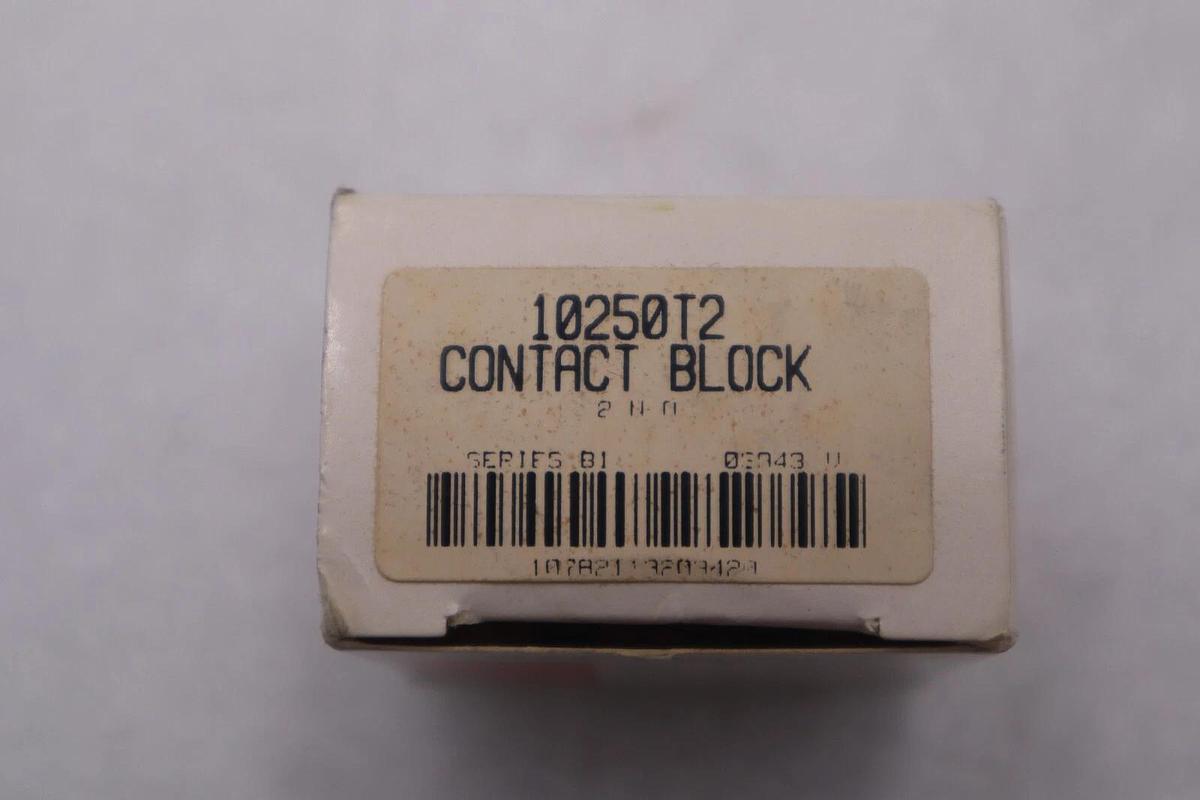 10250T2
CONTACT BLOCK
2 N O
SERIES B1